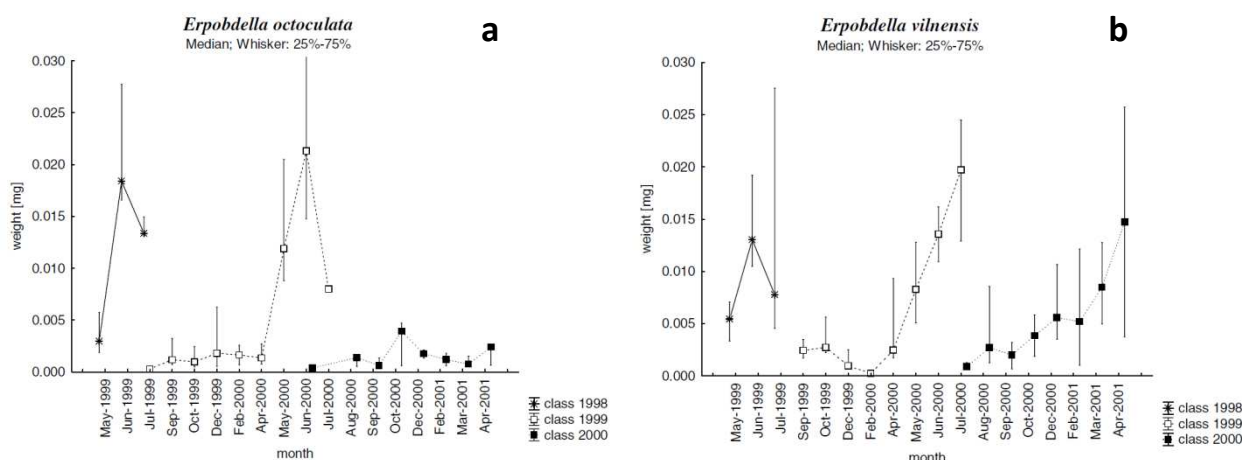 Erpobdella octoculata
a
Median; Whisker: 25%-75%
0.030
0.025
0.020
0.015
0.010
0.005
0.000
weight [mg]
May-1999
Jun-1999
Jul-1999
Sep-1999
Oct-1999
Dec-1999
Feb-2000
Apr-2000
May-2000
Jun-2000
Jul-2000
Aug-2000
Sep-2000
Oct-2000
Dec-2000
Feb-2001
Mar-2001
Apr-2001
month
class 1998
class 1999
class 2000
Erpobdella vilnensis
b
Median; Whisker: 25%-75%
0.030
0.025
0.020
0.015
0.010
0.005
0.000
weight [mg]
May-1999
Jun-1999
Jul-1999
Sep-1999
Oct-1999
Dec-1999
Feb-2000
Apr-2000
May-2000
Jun-2000
Jul-2000
Aug-2000
Sep-2000
Oct-2000
Dec-2000
Feb-2001
Mar-2001
Apr-2001
month
class 1998
class 1999
class 2000